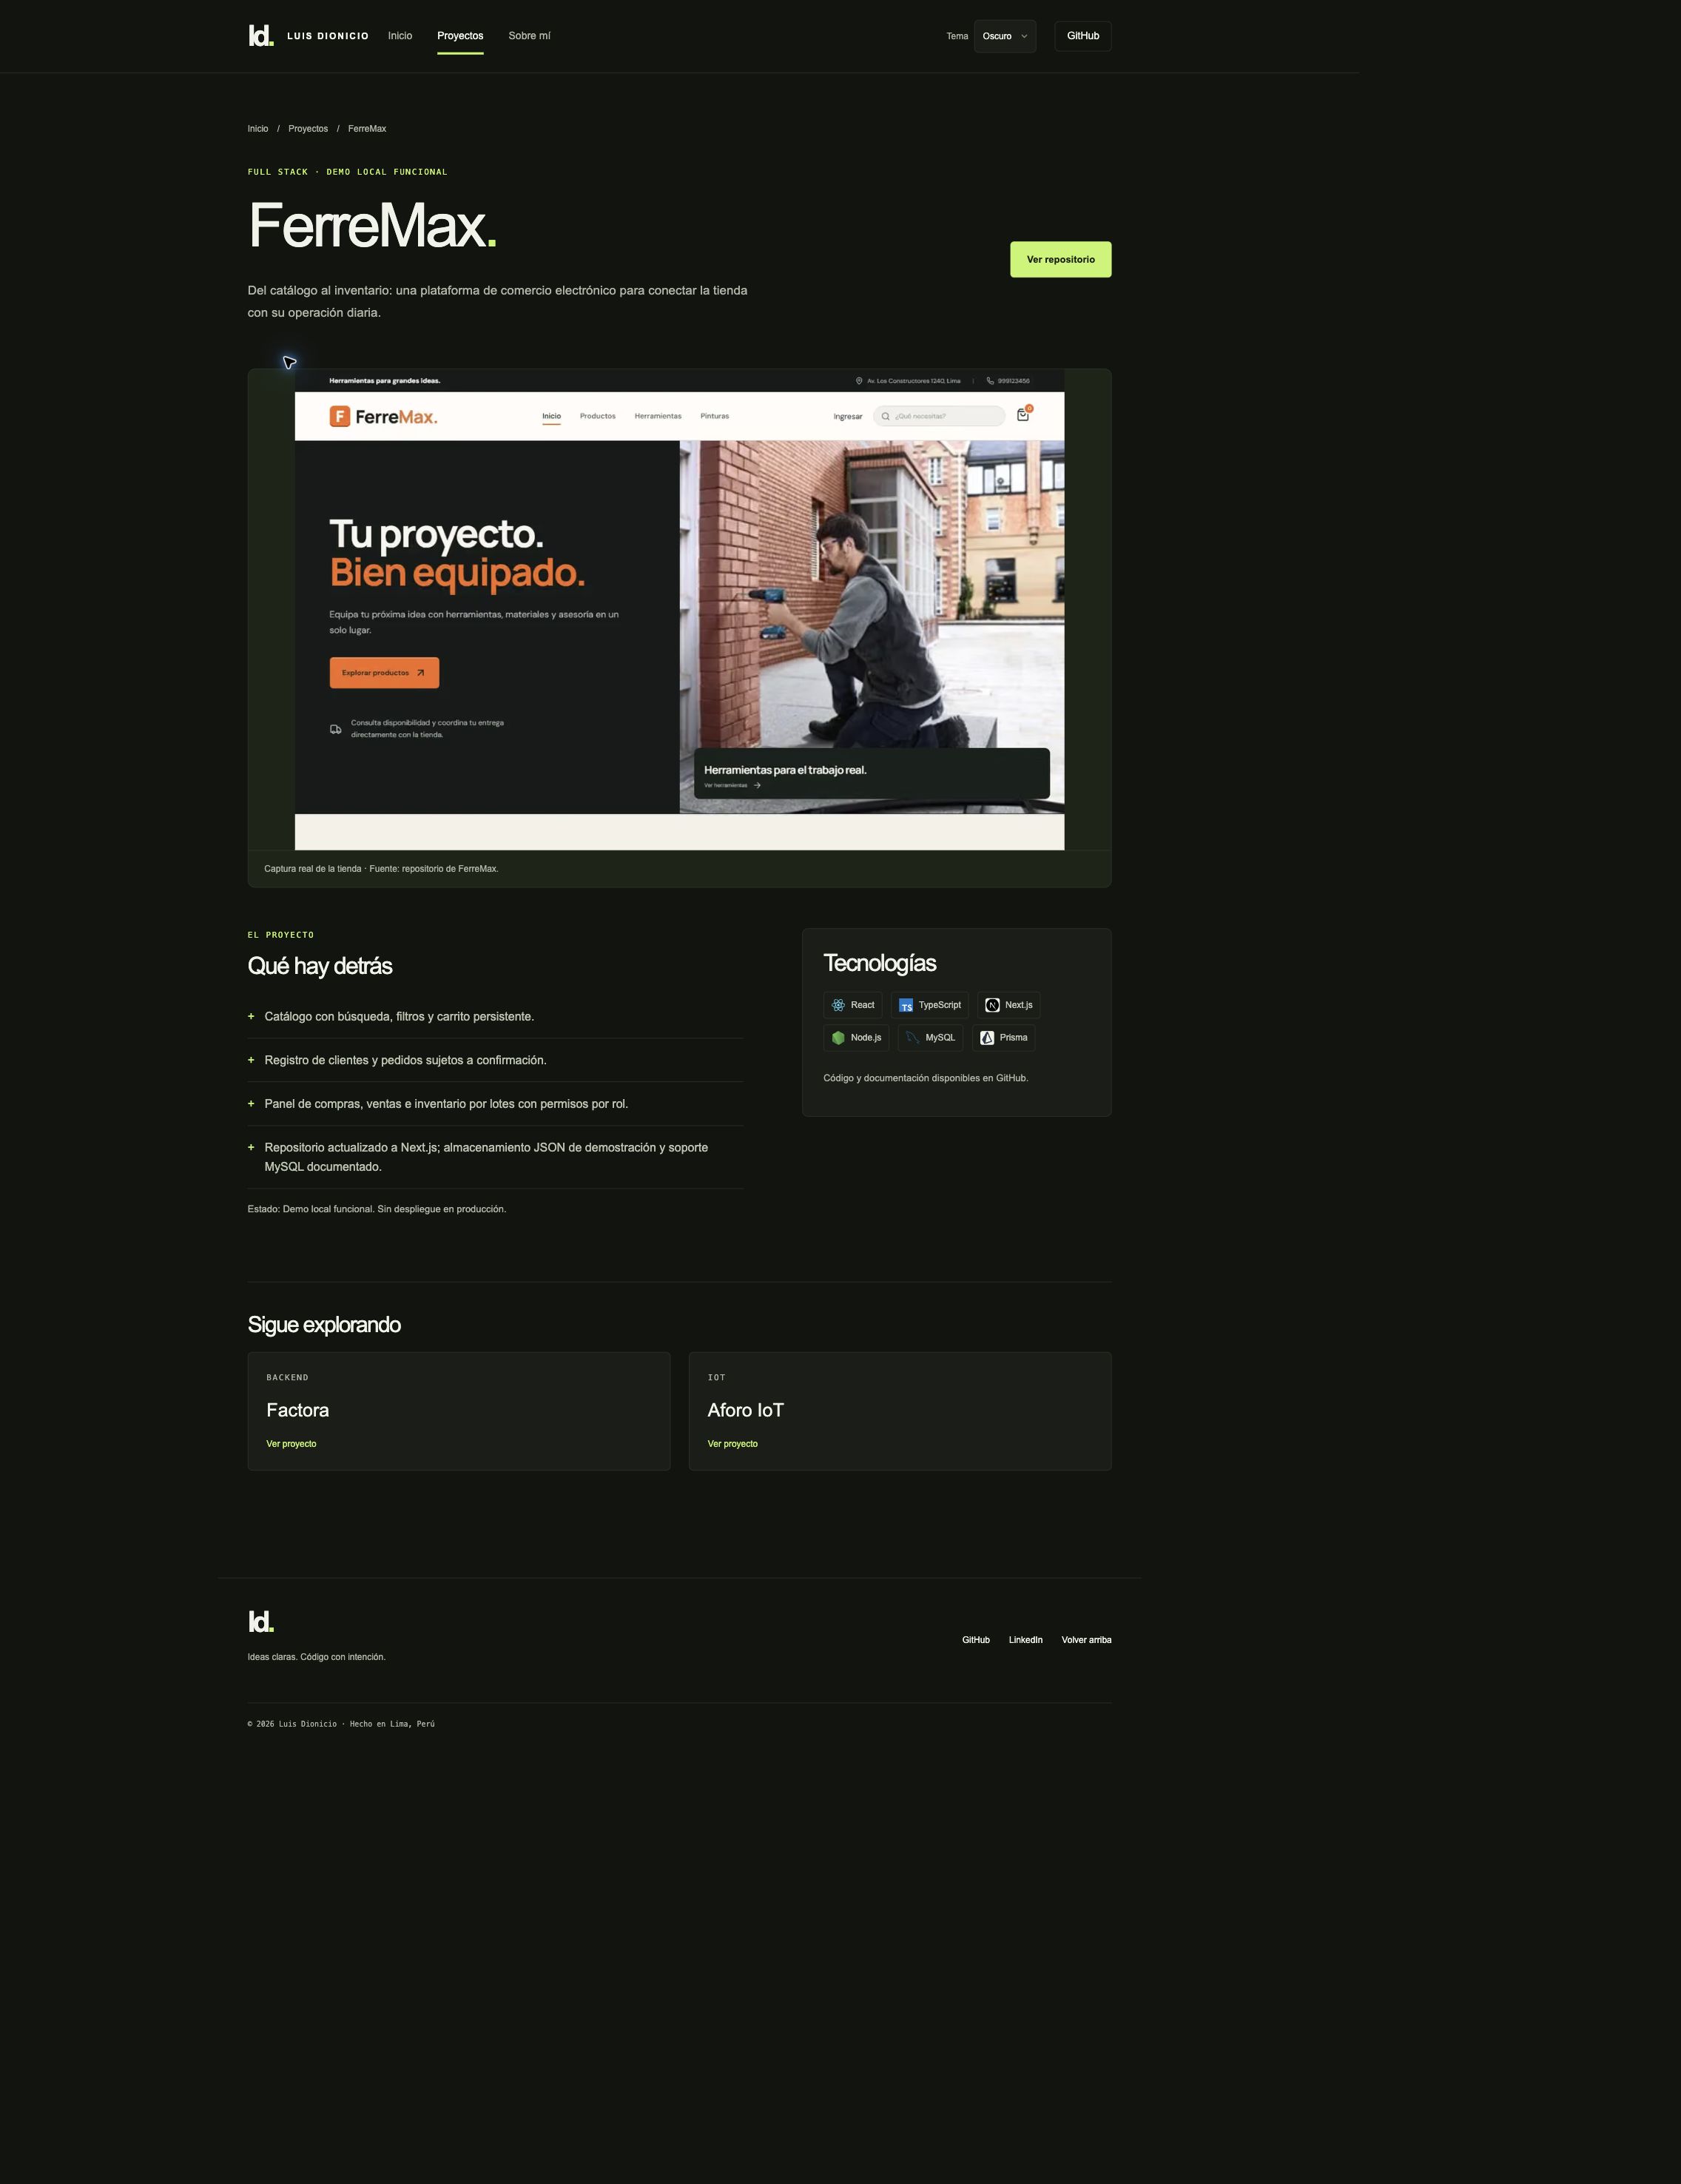 ld.
LUIS DIONICIO
Inicio
Proyectos
Sobre mí
Tema
Oscuro
GitHub
Inicio / Proyectos / FerreMax
FULL STACK · DEMO LOCAL FUNCIONAL
FerreMax.
Ver repositorio
Del catálogo al inventario: una plataforma de comercio electrónico para conectar la tienda
con su operación diaria.
Herramientas para grandes ideas.
Av. Los Constructores 1240, Lima | 999123456
F FerreMax.
Inicio
Productos
Herramientas
Pinturas
Ingresar
¿Qué necesitas?
0
Tu proyecto.
Bien equipado.
Equipa tu próxima idea con herramientas, materiales y asesoría en un
solo lugar.
Explorar productos
Consulta disponibilidad y coordina tu entrega
directamente con la tienda.
Herramientas para el trabajo real.
Ver herramientas
Captura real de la tienda · Fuente: repositorio de FerreMax.
EL PROYECTO
Qué hay detrás
+ Catálogo con búsqueda, filtros y carrito persistente.
+ Registro de clientes y pedidos sujetos a confirmación.
+ Panel de compras, ventas e inventario por lotes con permisos por rol.
+ Repositorio actualizado a Next.js; almacenamiento JSON de demostración y soporte
MySQL documentado.
Estado: Demo local funcional. Sin despliegue en producción.
Tecnologías
React
TS TypeScript
N Next.js
Node.js
MySQL
Prisma
Código y documentación disponibles en GitHub.
Sigue explorando
BACKEND
Factora
Ver proyecto
IOT
Aforo IoT
Ver proyecto
ld.
Ideas claras. Código con intención.
GitHub
LinkedIn
Volver arriba
© 2026 Luis Dionicio · Hecho en Lima, Perú